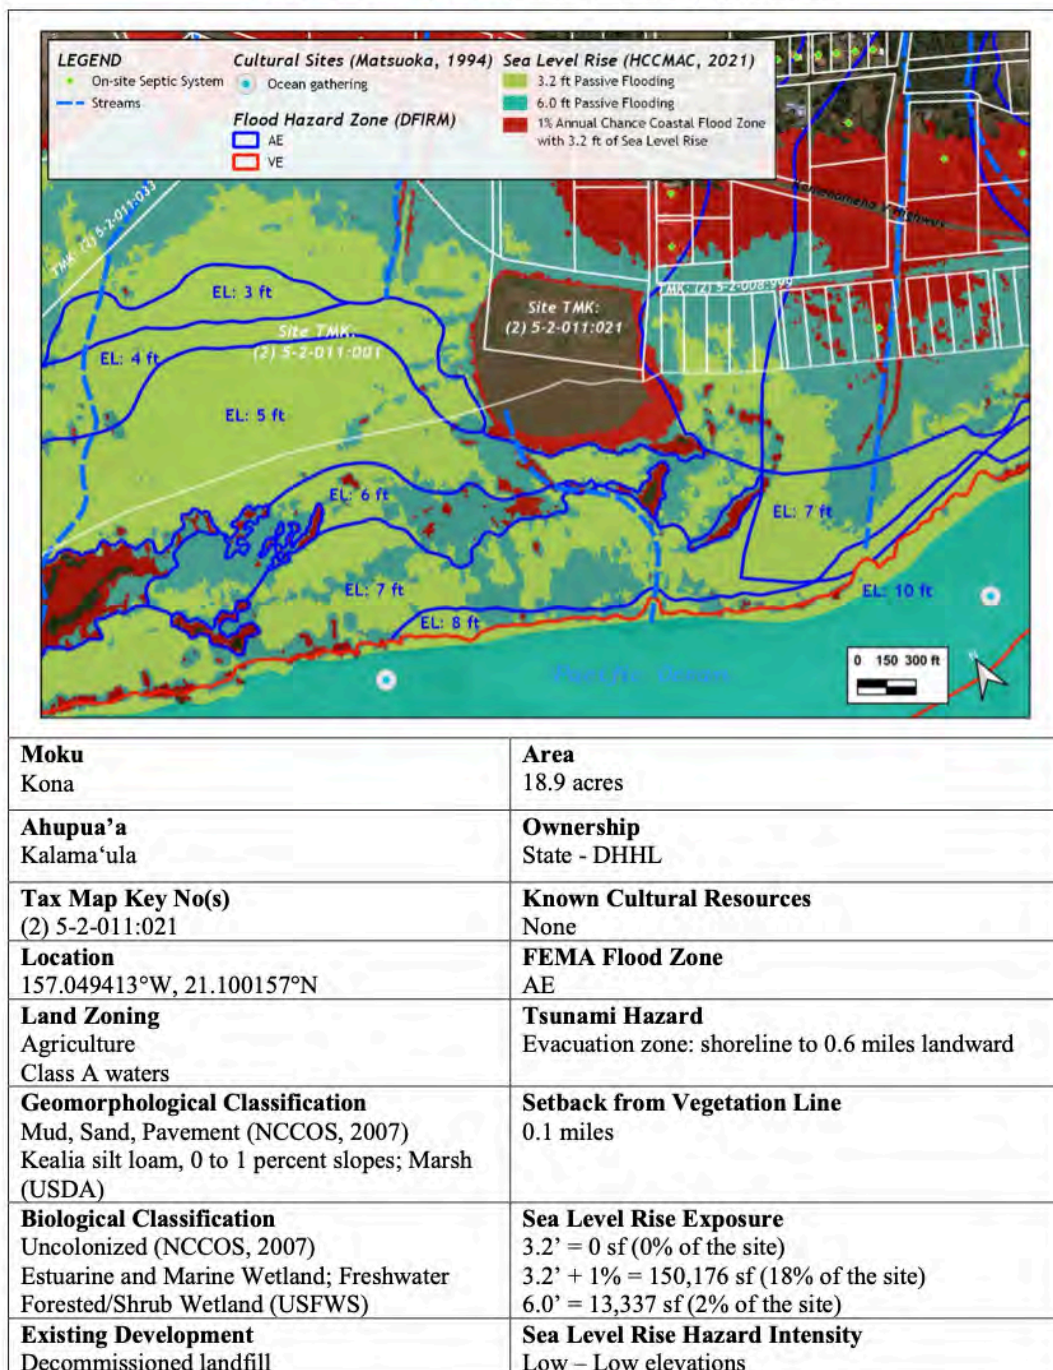 LEGEND
On-site Septic System
Streams
Cultural Sites (Matsuoka, 1994)
Ocean gathering
Flood Hazard Zone (DFIRM)
AE
VE
Sea Level Rise (HCCMAC, 2021)
3.2 ft Passive Flooding
6.0 ft Passive Flooding
1% Annual Chance Coastal Flood Zone
with 3.2 ft of Sea Level Rise
TMK: (2) 5-2-011:033
Kamehameha V Highway
EL: 3 ft
Site TMK:
(2) 5-2-011:021
TMK: (2) 5-2-008:999
Site TMK:
(2) 5-2-011:001
EL: 4 ft
EL: 5 ft
EL: 6 ft
EL: 7 ft
EL: 7 ft
EL: 10 ft
EL: 8 ft
Pacific Ocean
0 150 300 ft
Moku
Kona
Area
18.9 acres
Ahupua’a
Kalama‘ula
Ownership
State - DHHL
Tax Map Key No(s)
(2) 5-2-011:021
Known Cultural Resources
None
Location
157.049413°W, 21.100157°N
FEMA Flood Zone
AE
Land Zoning
Agriculture
Class A waters
Tsunami Hazard
Evacuation zone: shoreline to 0.6 miles landward
Geomorphological Classification
Mud, Sand, Pavement (NCCOS, 2007)
Kealia silt loam, 0 to 1 percent slopes; Marsh
(USDA)
Setback from Vegetation Line
0.1 miles
Biological Classification
Uncolonized (NCCOS, 2007)
Estuarine and Marine Wetland; Freshwater
Forested/Shrub Wetland (USFWS)
Sea Level Rise Exposure
3.2’ = 0 sf (0% of the site)
3.2’ + 1% = 150,176 sf (18% of the site)
6.0’ = 13,337 sf (2% of the site)
Existing Development
Decommissioned landfill
Sea Level Rise Hazard Intensity
Low – Low elevations